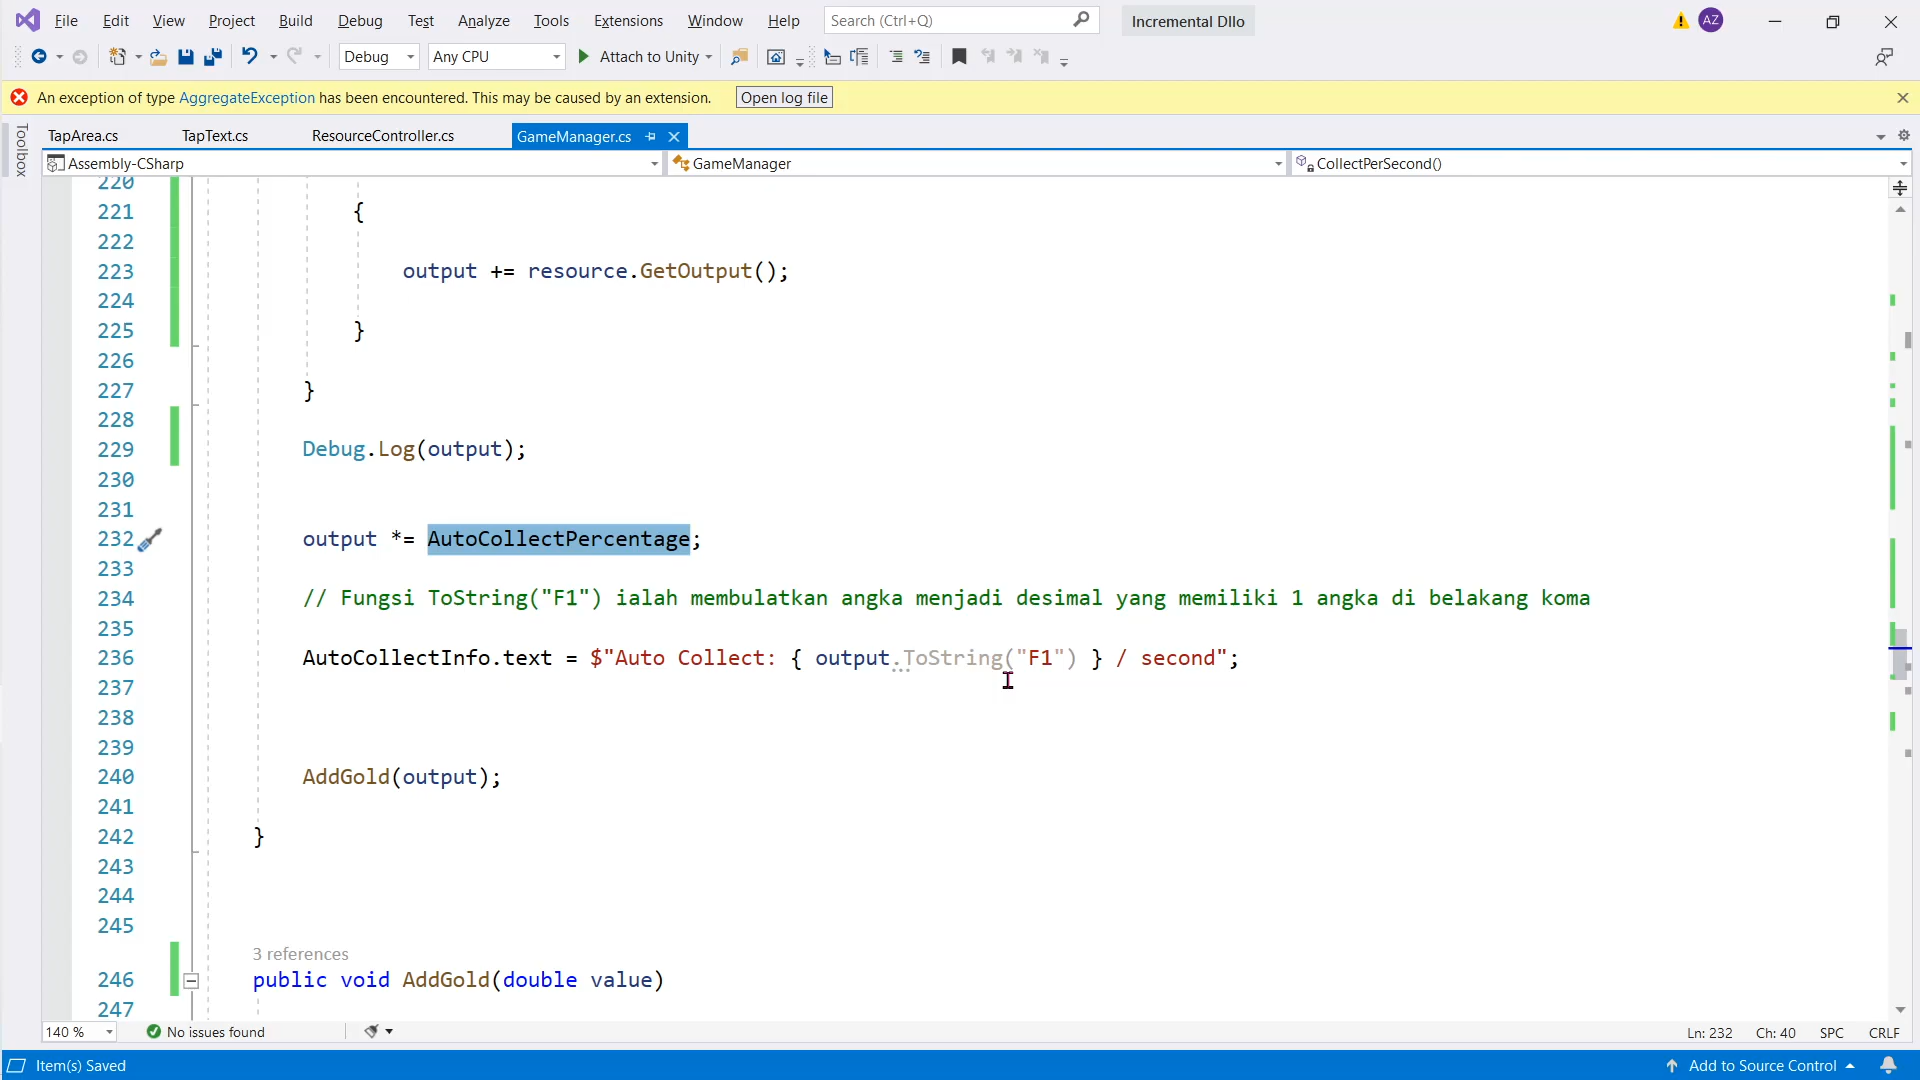 File Edit View Project Build Debug Test Analyze Tools Extensions Window Help Search (Ctrl+Q) Incremental Dllo AZ
Debug Any CPU Attach to Unity
An exception of type AggregateException has been encountered. This may be caused by an extension. Open log file
Toolbox
TapArea.cs TapText.cs ResourceController.cs GameManager.cs
Assembly-CSharp GameManager CollectPerSecond()
220
221 {
222
223 output += resource.GetOutput();
224
225 }
226
227 }
228
229 Debug.Log(output);
230
231
232 output *= AutoCollectPercentage;
233
234 // Fungsi ToString("F1") ialah membulatkan angka menjadi desimal yang memiliki 1 angka di belakang koma
235
236 AutoCollectInfo.text = $"Auto Collect: { output.ToString("F1") } / second";
237
238
239
240 AddGold(output);
241
242 }
243
244
245
3 references
246 public void AddGold(double value)
247
140 % No issues found Ln: 232 Ch: 40 SPC CRLF
Item(s) Saved Add to Source Control